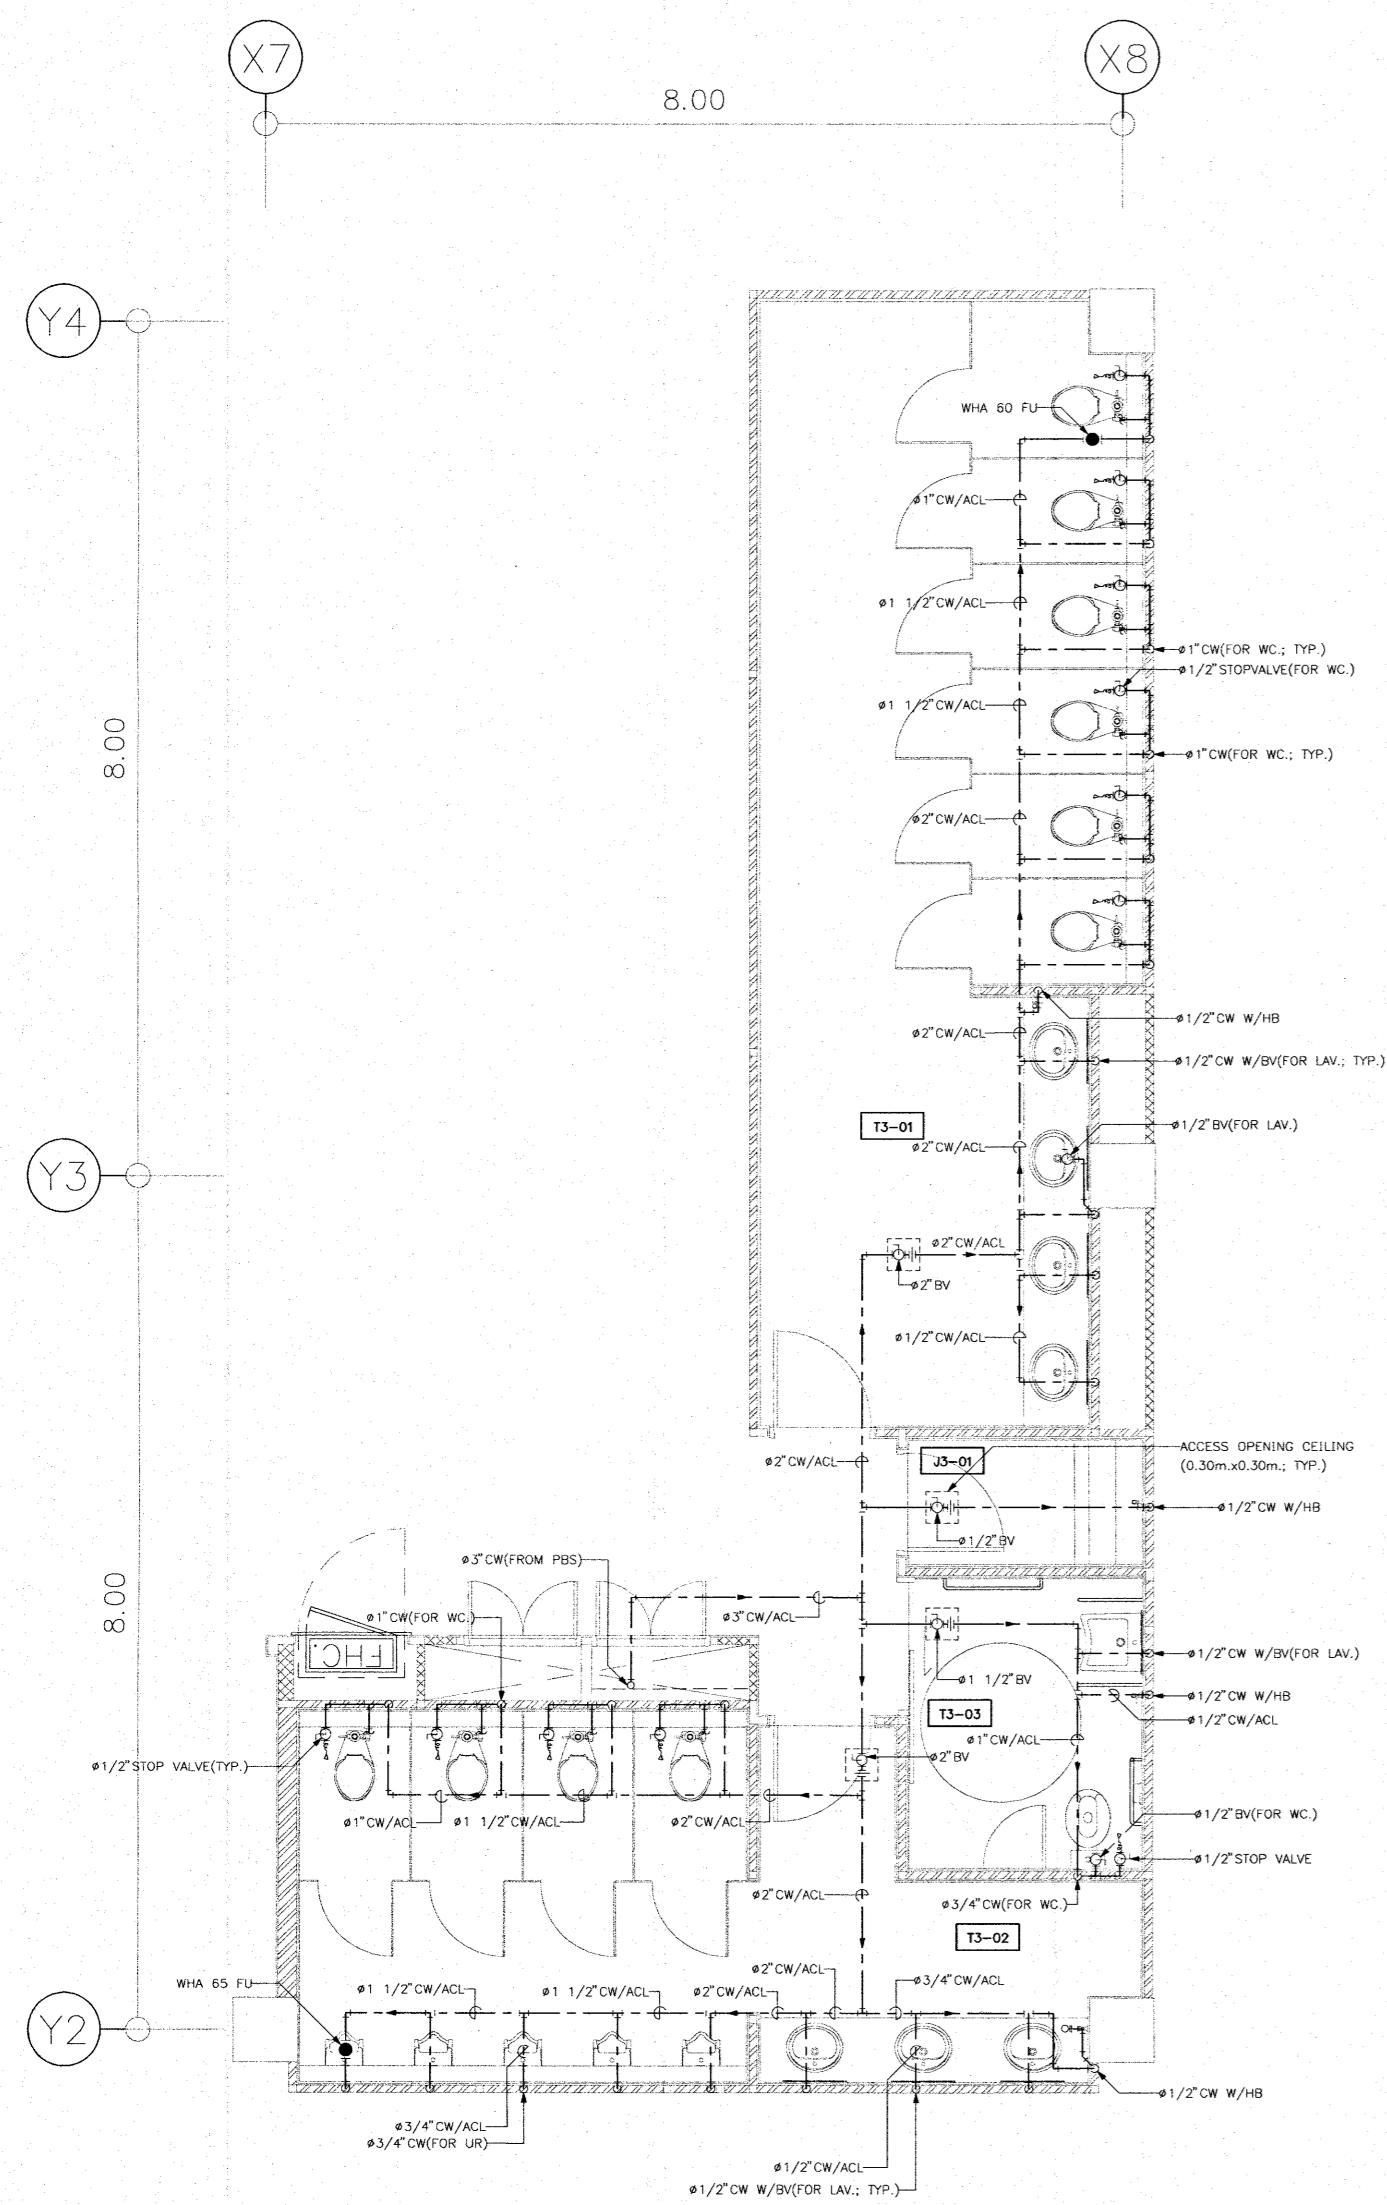 X7
X8
8.00
Y4
WHA 60 FU
ø1"CW/ACL
ø1 1/2"CW/ACL
ø1"CW(FOR WC.; TYP.)
ø1/2"STOPVALVE(FOR WC.)
ø1 1/2"CW/ACL
8.00
ø1"CW(FOR WC.; TYP.)
ø2"CW/ACL
ø1/2"CW W/HB
ø2"CW/ACL
ø1/2"CW W/BV(FOR LAV.; TYP.)
T3-01
ø1/2"BV(FOR LAV.)
ø2"CW/ACL
Y3
ø2"CW/ACL
ø2"BV
ø1/2"CW/ACL
ACCESS OPENING CEILING
(0.30m.x0.30m.; TYP.)
ø2"CW/ACL
J3-01
ø1/2"CW W/HB
ø1/2"BV
ø3"CW(FROM PBS)
8.00
ø1"CW(FOR WC.)
ø3"CW/ACL
FHC.
ø1/2"CW W/BV(FOR LAV.)
ø1 1/2"BV
ø1/2"CW W/HB
T3-03
ø1/2"CW/ACL
ø1"CW/ACL
ø2"BV
ø1/2"STOP VALVE(TYP.)
ø1"CW/ACL
ø1 1/2"CW/ACL
ø2"CW/ACL
ø1/2"BV(FOR WC.)
ø1/2"STOP VALVE
ø2"CW/ACL
ø3/4"CW(FOR WC.)
T3-02
WHA 65 FU
ø1 1/2"CW/ACL
ø1 1/2"CW/ACL
ø2"CW/ACL
ø2"CW/ACL
ø3/4"CW/ACL
Y2
ø1/2"CW W/HB
ø3/4"CW/ACL
ø3/4"CW(FOR UR)
ø1/2"CW/ACL
ø1/2"CW W/BV(FOR LAV.; TYP.)